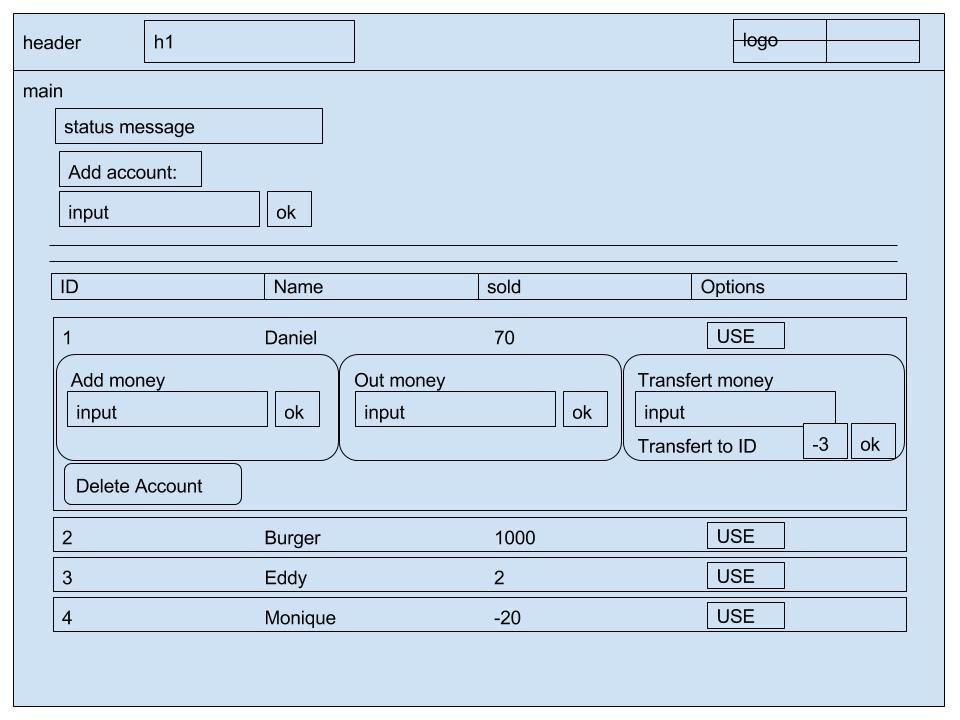 header h1 logo
main
status message
Add account:
input ok
ID Name sold Options
1 Daniel 70 USE
Add money Out money Transfert money
input ok input ok input
Transfert to ID -3 ok
Delete Account
2 Burger 1000 USE
3 Eddy 2 USE
4 Monique -20 USE